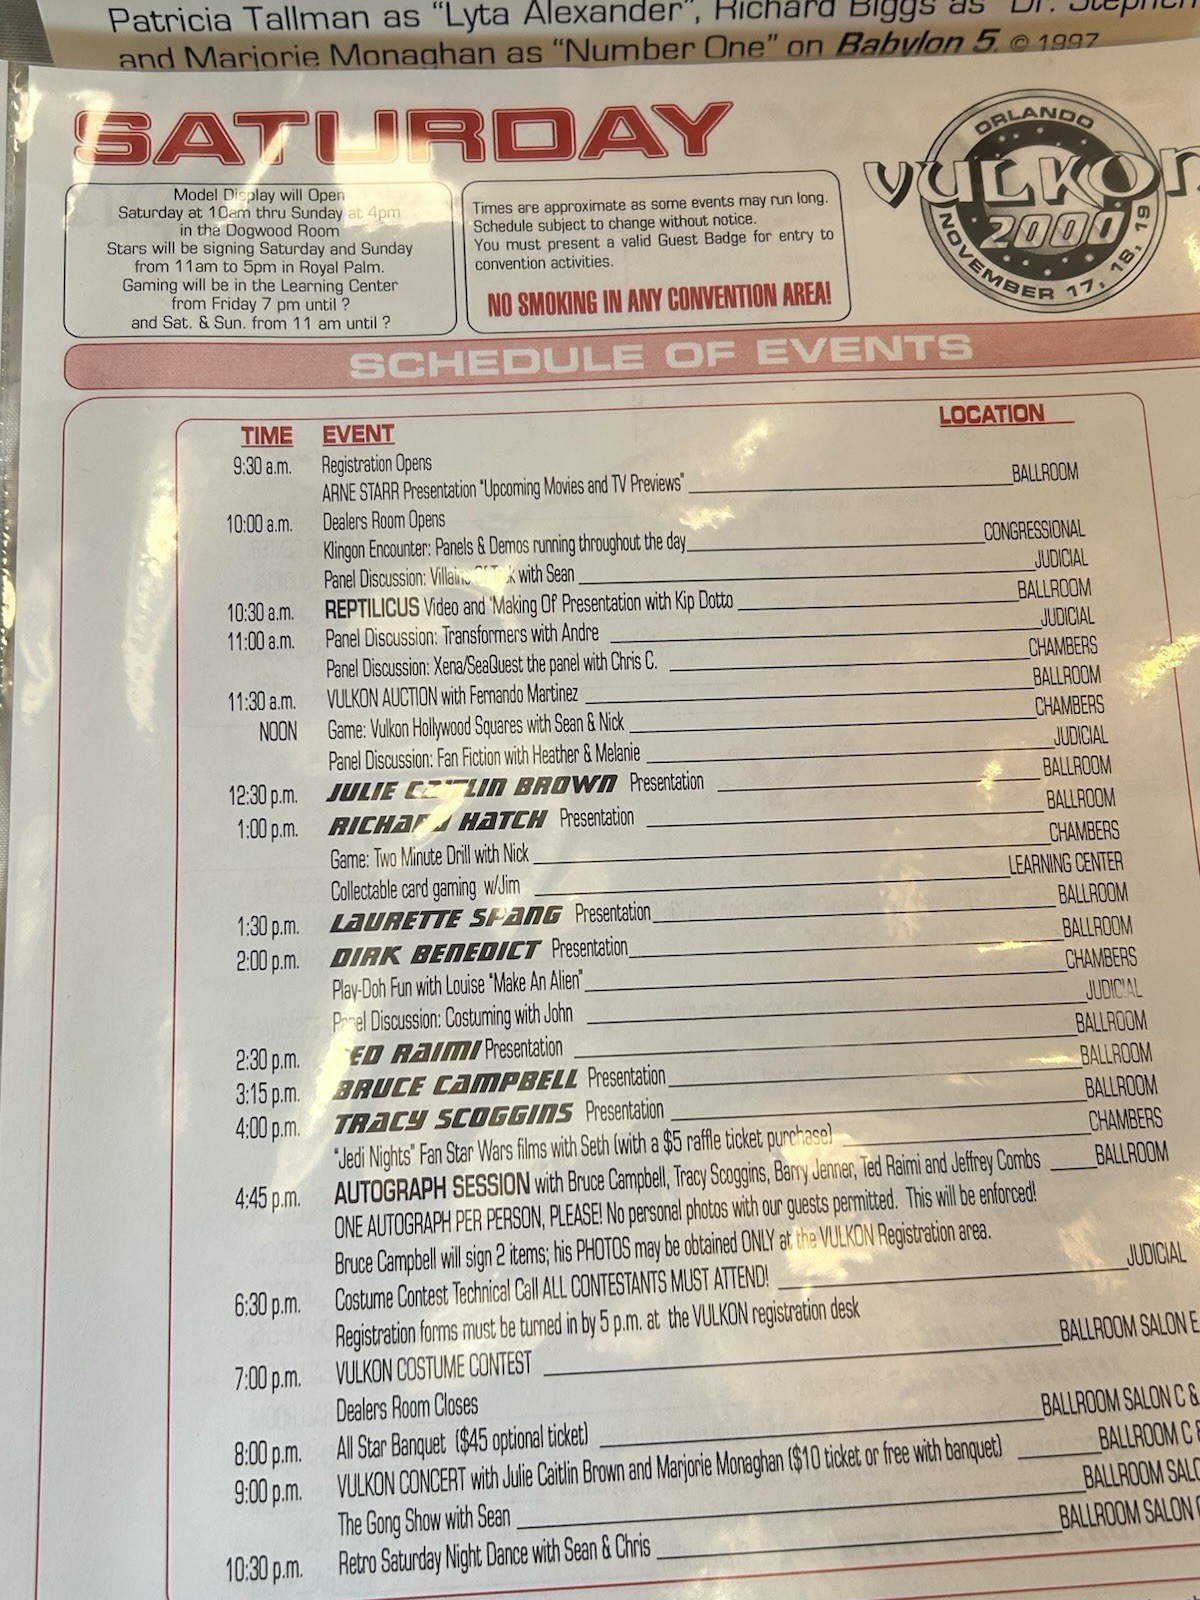 Patricia Tallman as “Lyta Alexander”, Richard Biggs as "Dr. Stephen
and Marjorie Monaghan as “Number One” on Babylon 5. © 1997
SATURDAY
Model Display will Open
Saturday at 10am thru Sunday at 4pm
in the Dogwood Room
Stars will be signing Saturday and Sunday
from 11am to 5pm in Royal Palm.
Gaming will be in the Learning Center
from Friday 7 pm until ?
and Sat. & Sun. from 11 am until ?
Times are approximate as some events may run long.
Schedule subject to change without notice.
You must present a valid Guest Badge for entry to
convention activities.
NO SMOKING IN ANY CONVENTION AREA!
ORLANDO
VULKON
2000
NOVEMBER 17, 18, 19
SCHEDULE OF EVENTS
TIME EVENT LOCATION
9:30 a.m. Registration Opens
ARNE STARR Presentation "Upcoming Movies and TV Previews" BALLROOM
10:00 a.m. Dealers Room Opens
Klingon Encounter: Panels & Demos running throughout the day CONGRESSIONAL
Panel Discussion: Villains Of Trek with Sean JUDICIAL
10:30 a.m. REPTILICUS Video and 'Making Of Presentation with Kip Dotto BALLROOM
11:00 a.m. Panel Discussion: Transformers with Andre JUDICIAL
Panel Discussion: Xena/SeaQuest the panel with Chris C. CHAMBERS
11:30 a.m. VULKON AUCTION with Fernando Martinez BALLROOM
NOON Game: Vulkon Hollywood Squares with Sean & Nick CHAMBERS
Panel Discussion: Fan Fiction with Heather & Melanie JUDICIAL
12:30 p.m. JULIE CAITLIN BROWN Presentation BALLROOM
1:00 p.m. RICHARD HATCH Presentation BALLROOM
Game: Two Minute Drill with Nick CHAMBERS
Collectable card gaming w/Jim LEARNING CENTER
1:30 p.m. LAURETTE SPANG Presentation BALLROOM
2:00 p.m. DIRK BENEDICT Presentation BALLROOM
Play-Doh Fun with Louise "Make An Alien" CHAMBERS
Panel Discussion: Costuming with John JUDICIAL
2:30 p.m. TED RAIMI Presentation BALLROOM
3:15 p.m. BRUCE CAMPBELL Presentation BALLROOM
4:00 p.m. TRACY SCOGGINS Presentation BALLROOM
"Jedi Nights" Fan Star Wars films with Seth (with a $5 raffle ticket purchase) CHAMBERS
4:45 p.m. AUTOGRAPH SESSION with Bruce Campbell, Tracy Scoggins, Barry Jenner, Ted Raimi and Jeffrey Combs BALLROOM
ONE AUTOGRAPH PER PERSON, PLEASE! No personal photos with our guests permitted. This will be enforced!
Bruce Campbell will sign 2 items; his PHOTOS may be obtained ONLY at the VULKON Registration area.
6:30 p.m. Costume Contest Technical Call ALL CONTESTANTS MUST ATTEND! JUDICIAL
Registration forms must be turned in by 5 p.m. at the VULKON registration desk
7:00 p.m. VULKON COSTUME CONTEST BALLROOM SALON E
Dealers Room Closes
8:00 p.m. All Star Banquet ($45 optional ticket) BALLROOM SALON C &
9:00 p.m. VULKON CONCERT with Julie Caitlin Brown and Marjorie Monaghan ($10 ticket or free with banquet) BALLROOM C &
The Gong Show with Sean BALLROOM SALO
10:30 p.m. Retro Saturday Night Dance with Sean & Chris BALLROOM SALON